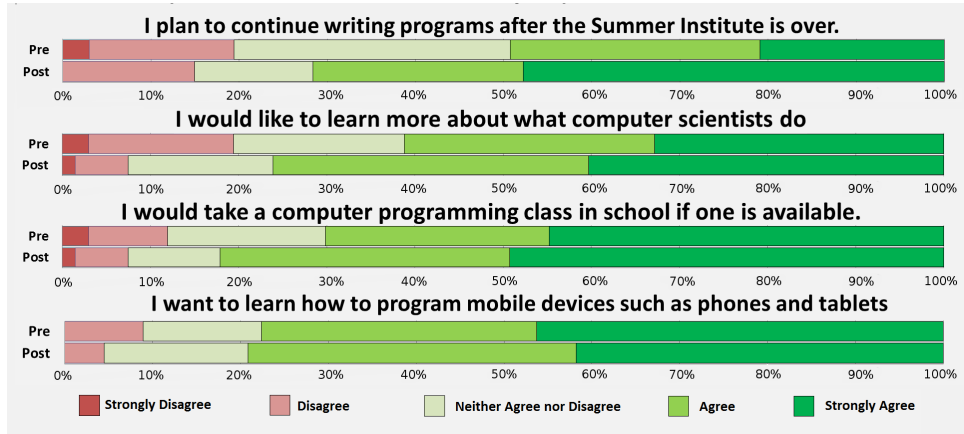 I plan to continue writing programs after the Summer Institute is over.
Pre
Post
0% 10% 20% 30% 40% 50% 60% 70% 80% 90% 100%
I would like to learn more about what computer scientists do
Pre
Post
0% 10% 20% 30% 40% 50% 60% 70% 80% 90% 100%
I would take a computer programming class in school if one is available.
Pre
Post
0% 10% 20% 30% 40% 50% 60% 70% 80% 90% 100%
I want to learn how to program mobile devices such as phones and tablets
Pre
Post
0% 10% 20% 30% 40% 50% 60% 70% 80% 90% 100%
Strongly Disagree Disagree Neither Agree nor Disagree Agree Strongly Agree